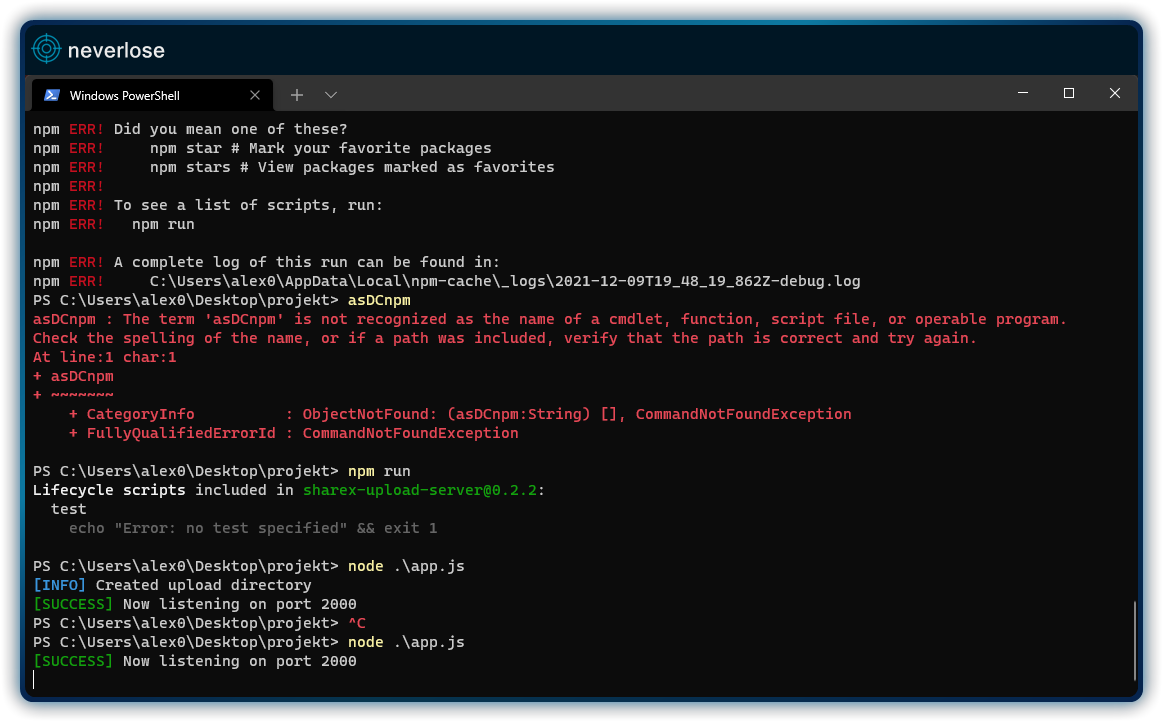 neverlose
Windows PowerShell
npm ERR! Did you mean one of these?
npm ERR!     npm star # Mark your favorite packages
npm ERR!     npm stars # View packages marked as favorites
npm ERR!
npm ERR! To see a list of scripts, run:
npm ERR!   npm run
npm ERR! A complete log of this run can be found in:
npm ERR!     C:\Users\alex0\AppData\Local\npm-cache\_logs\2021-12-09T19_48_19_862Z-debug.log
PS C:\Users\alex0\Desktop\projekt> asDCnpm
asDCnpm : The term 'asDCnpm' is not recognized as the name of a cmdlet, function, script file, or operable program.
Check the spelling of the name, or if a path was included, verify that the path is correct and try again.
At line:1 char:1
+ asDCnpm
+ ~~~~~~~
    + CategoryInfo          : ObjectNotFound: (asDCnpm:String) [], CommandNotFoundException
    + FullyQualifiedErrorId : CommandNotFoundException
PS C:\Users\alex0\Desktop\projekt> npm run
Lifecycle scripts included in sharex-upload-server@0.2.2:
  test
    echo "Error: no test specified" && exit 1
PS C:\Users\alex0\Desktop\projekt> node .\app.js
[INFO] Created upload directory
[SUCCESS] Now listening on port 2000
PS C:\Users\alex0\Desktop\projekt> ^C
PS C:\Users\alex0\Desktop\projekt> node .\app.js
[SUCCESS] Now listening on port 2000